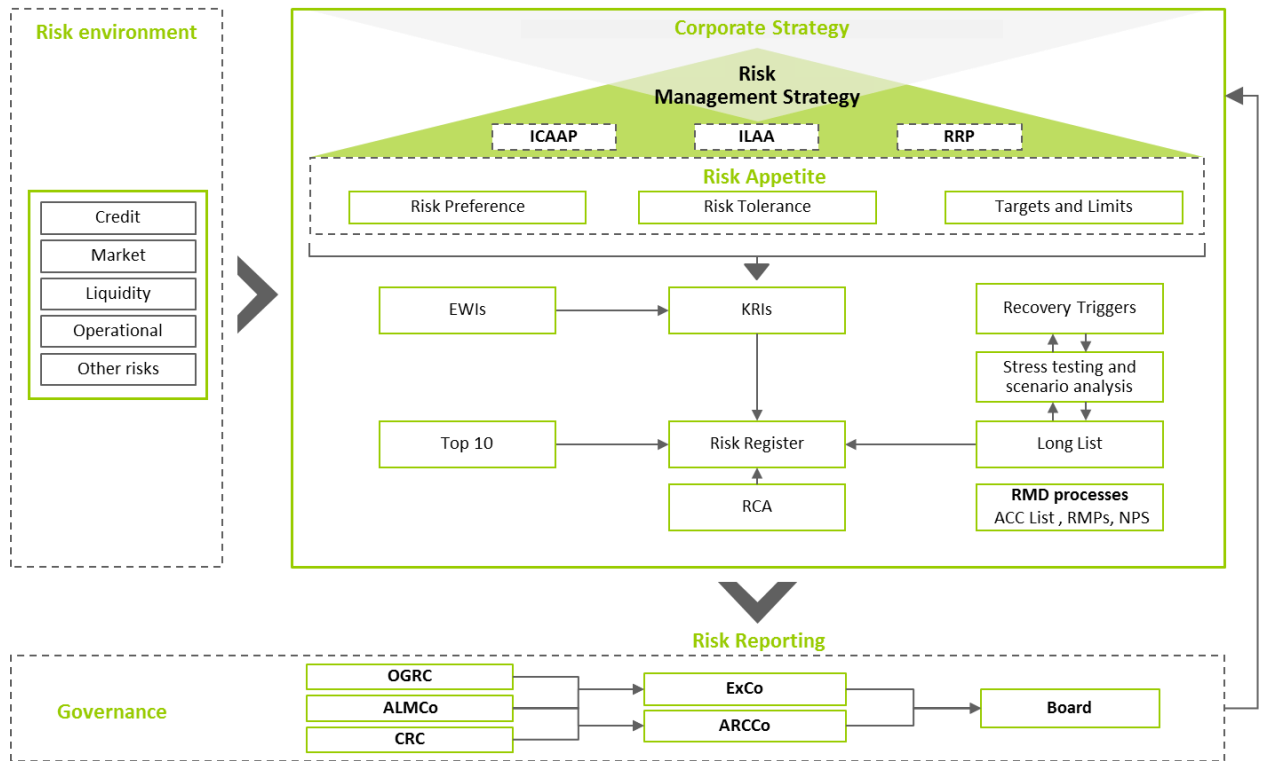 Risk environment
Credit
Market
Liquidity
Operational
Other risks
Corporate Strategy
Risk
Management Strategy
ICAAP
ILAA
RRP
Risk Appetite
Risk Preference
Risk Tolerance
Targets and Limits
EWIs
KRIs
Recovery Triggers
Stress testing and
scenario analysis
Top 10
Risk Register
Long List
RCA
RMD processes
ACC List , RMPs, NPS
Risk Reporting
Governance
OGRC
ALMCo
CRC
ExCo
ARCCo
Board